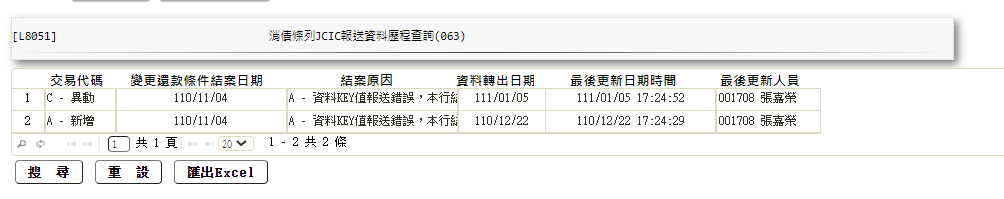 [L8051] 消債條列JCIC報送資料歷程查詢(063)
交易代碼 變更還款條件結案日期 結案原因 資料轉出日期 最後更新日期時間 最後更新人員
1 C - 異動 110/11/04 A - 資料KEY值報送錯誤，本行結 111/01/05 111/01/05 17:24:52 001708 張嘉榮
2 A - 新增 110/11/04 A - 資料KEY值報送錯誤，本行結 110/12/22 110/12/22 17:24:29 001708 張嘉榮
1 共 1 頁 20 1 - 2 共 2 條
搜 尋 重 設 匯出Excel